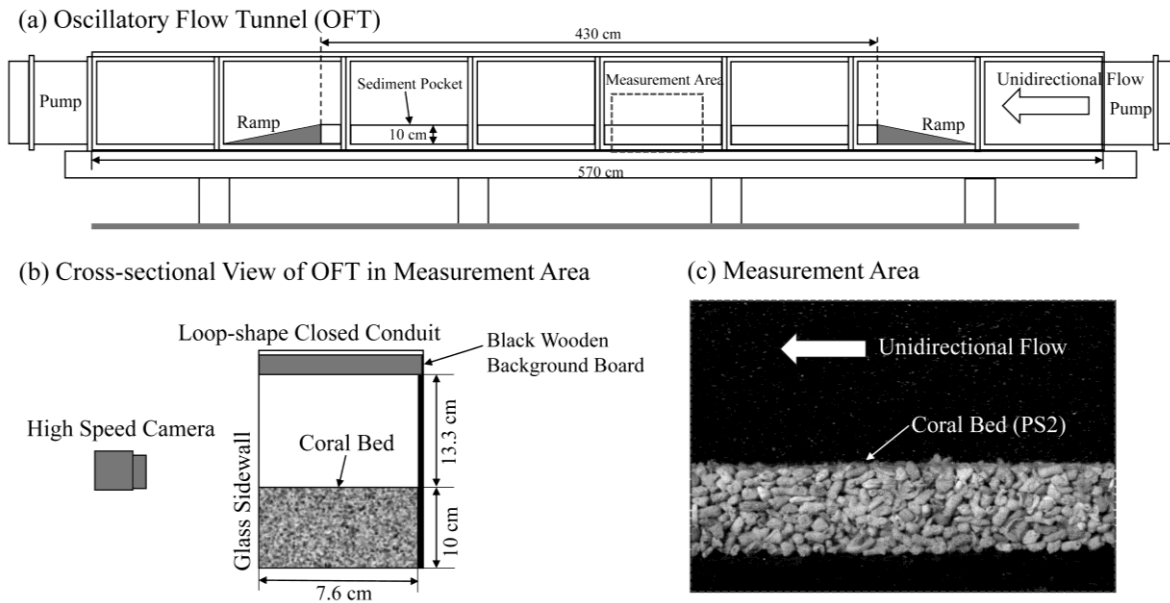 (a) Oscillatory Flow Tunnel (OFT)
430 cm
Pump
Ramp
Sediment Pocket
10 cm
Measurement Area
Unidirectional Flow
Pump
Ramp
570 cm
(b) Cross-sectional View of OFT in Measurement Area
Loop-shape Closed Conduit
Black Wooden
Background Board
High Speed Camera
Glass Sidewall
Coral Bed
13.3 cm
10 cm
7.6 cm
(c) Measurement Area
Unidirectional Flow
Coral Bed (PS2)